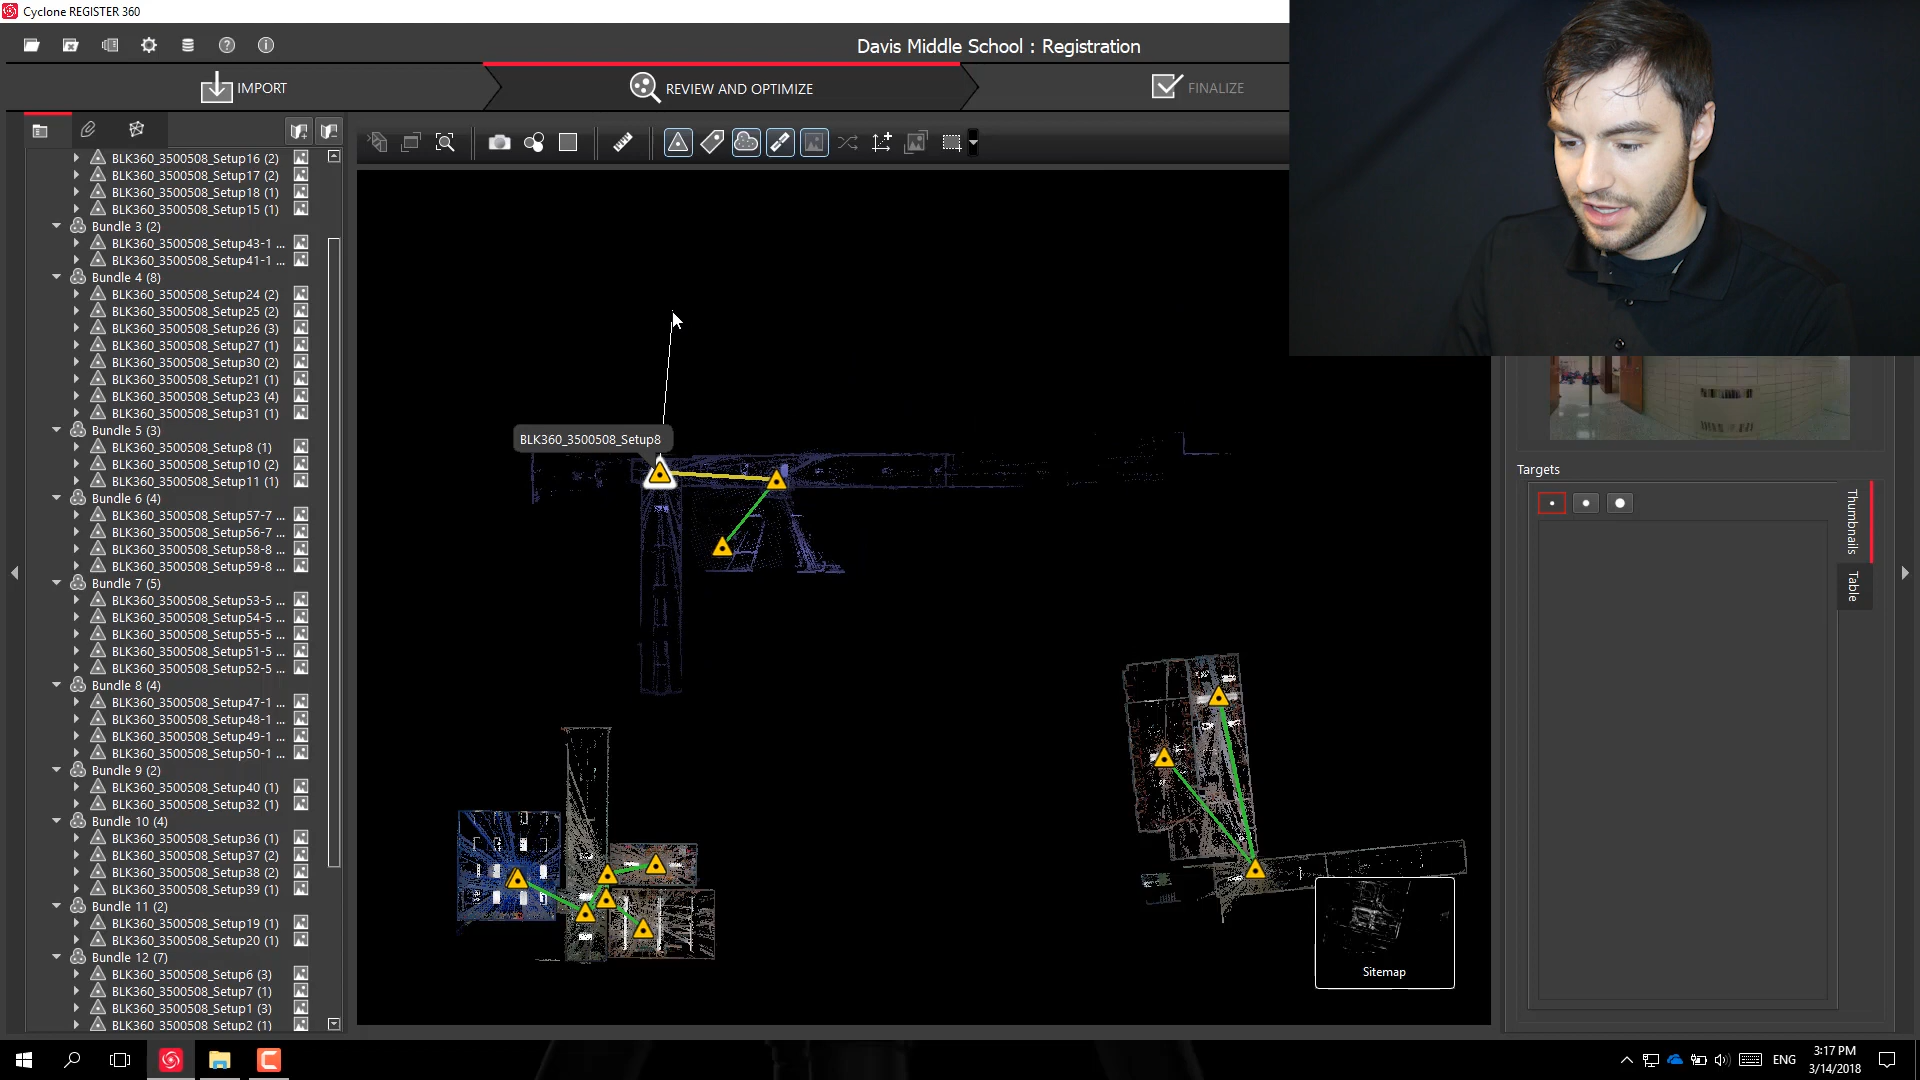 Cyclone REGISTER 360
Davis Middle School : Registration
IMPORT
REVIEW AND OPTIMIZE
FINALIZE
BLK360_3500508_Setup16 (2)
BLK360_3500508_Setup17 (2)
BLK360_3500508_Setup18 (1)
BLK360_3500508_Setup15 (1)
Bundle 3 (2)
BLK360_3500508_Setup43-1 ...
BLK360_3500508_Setup41-1 ...
Bundle 4 (8)
BLK360_3500508_Setup24 (2)
BLK360_3500508_Setup25 (2)
BLK360_3500508_Setup26 (3)
BLK360_3500508_Setup27 (1)
BLK360_3500508_Setup30 (2)
BLK360_3500508_Setup21 (1)
BLK360_3500508_Setup23 (4)
BLK360_3500508_Setup31 (1)
Bundle 5 (3)
BLK360_3500508_Setup8 (1)
BLK360_3500508_Setup10 (2)
BLK360_3500508_Setup11 (1)
Bundle 6 (4)
BLK360_3500508_Setup57-7 ...
BLK360_3500508_Setup56-7 ...
BLK360_3500508_Setup58-8 ...
BLK360_3500508_Setup59-8 ...
Bundle 7 (5)
BLK360_3500508_Setup53-5 ...
BLK360_3500508_Setup54-5 ...
BLK360_3500508_Setup55-5 ...
BLK360_3500508_Setup51-5 ...
BLK360_3500508_Setup52-5 ...
Bundle 8 (4)
BLK360_3500508_Setup47-1 ...
BLK360_3500508_Setup48-1 ...
BLK360_3500508_Setup49-1 ...
BLK360_3500508_Setup50-1 ...
Bundle 9 (2)
BLK360_3500508_Setup40 (1)
BLK360_3500508_Setup32 (1)
Bundle 10 (4)
BLK360_3500508_Setup36 (1)
BLK360_3500508_Setup37 (2)
BLK360_3500508_Setup38 (2)
BLK360_3500508_Setup39 (1)
Bundle 11 (2)
BLK360_3500508_Setup19 (1)
BLK360_3500508_Setup20 (1)
Bundle 12 (7)
BLK360_3500508_Setup6 (3)
BLK360_3500508_Setup7 (1)
BLK360_3500508_Setup1 (3)
BLK360_3500508_Setup2 (1)
BLK360_3500508_Setup8
Sitemap
Targets
Thumbnails
Table
ENG
3:17 PM
3/14/2018